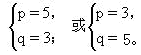 {p=5, 或{p=3,
q=3; q=5。